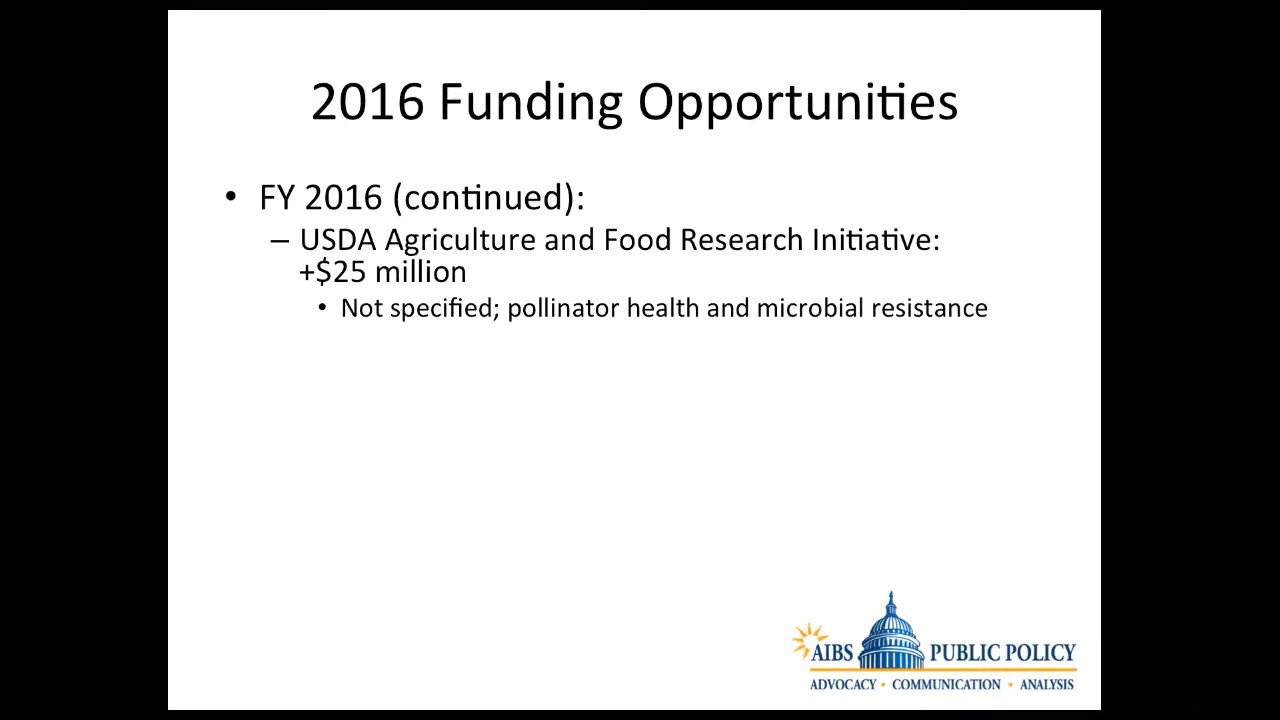 2016 Funding Opportunities
• FY 2016 (continued):
– USDA Agriculture and Food Research Initiative:
+$25 million
• Not specified; pollinator health and microbial resistance
AIBS PUBLIC POLICY
ADVOCACY • COMMUNICATION • ANALYSIS